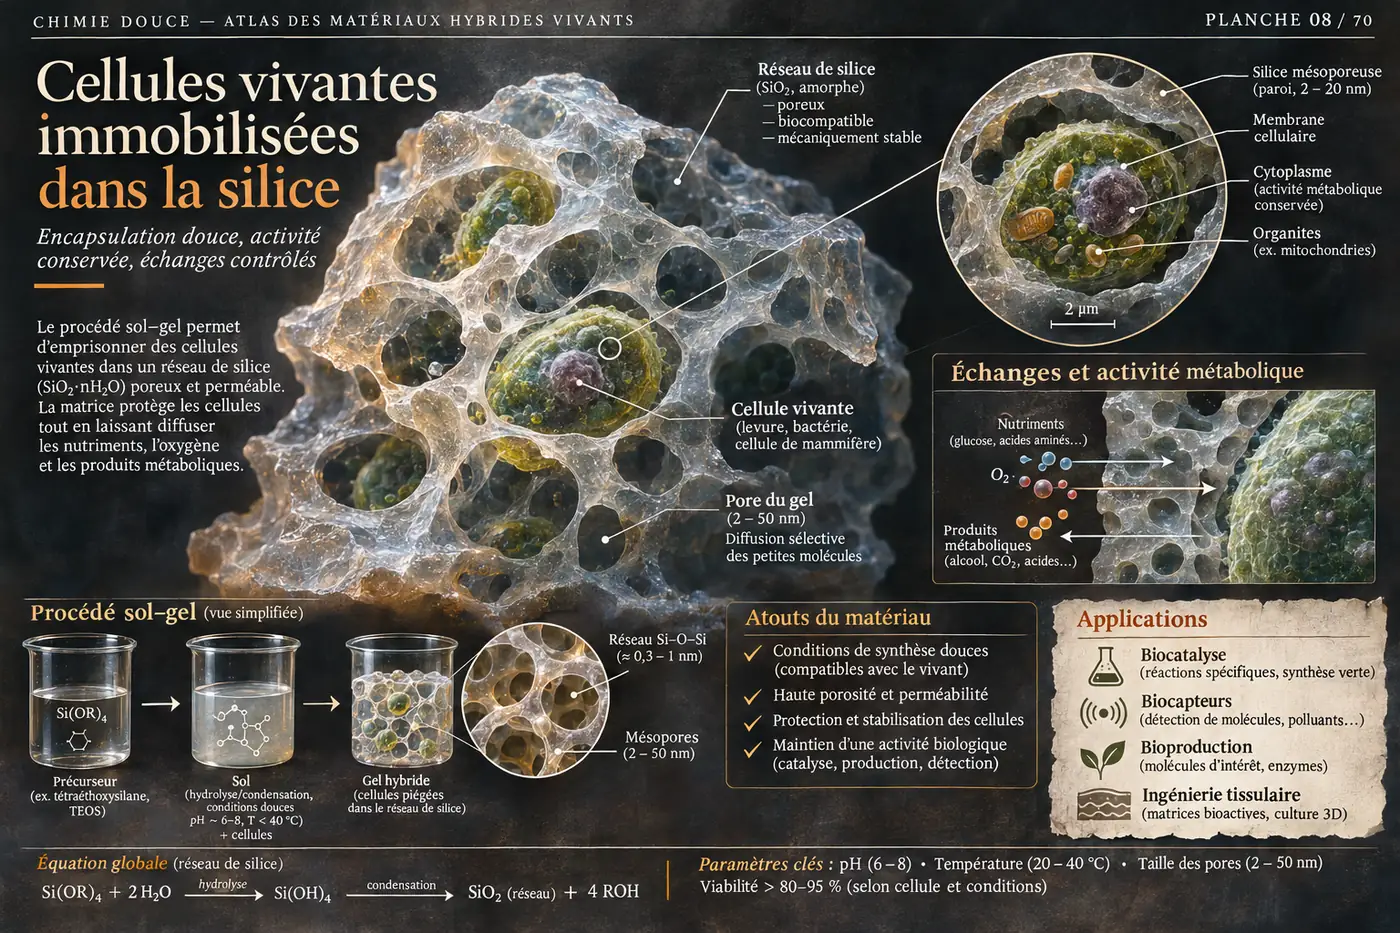 CHIMIE DOUCE — ATLAS DES MATÉRIAUX HYBRIDES VIVANTS
PLANCHE 08 / 70
Cellules vivantes
immobilisées
dans la silice
Encapsulation douce, activité
conservée, échanges contrôlés
Le procédé sol–gel permet
d'emprisonner des cellules
vivantes dans un réseau de silice
(SiO₂·nH₂O) poreux et perméable.
La matrice protège les cellules
tout en laissant diffuser
les nutriments, l'oxygène
et les produits métaboliques.
Réseau de silice
(SiO₂, amorphe)
— poreux
— biocompatible
— mécaniquement stable
Silice mésoporeuse
(paroi, 2 – 20 nm)
Membrane
cellulaire
Cytoplasme
(activité métabolique
conservée)
Organites
(ex. mitochondries)
2 µm
Cellule vivante
(levure, bactérie,
cellule de mammifère)
Pore du gel
(2 – 50 nm)
Diffusion sélective
des petites molécules
Échanges et activité métabolique
Nutriments
(glucose, acides aminés...)
O₂
Produits
métaboliques
(alcool, CO₂, acides...)
Procédé sol–gel (vue simplifiée)
Si(OR)₄
Précurseur
(ex. tétraéthoxysilane,
TEOS)
Sol
(hydrolyse/condensation,
conditions douces
pH ~ 6–8, T < 40 °C)
+ cellules
Gel hybride
(cellules piégées
dans le réseau de silice)
Réseau Si–O–Si
(≈ 0,3 – 1 nm)
Mésopores
(2 – 50 nm)
Atouts du matériau
✓ Conditions de synthèse douces
(compatibles avec le vivant)
✓ Haute porosité et perméabilité
✓ Protection et stabilisation des cellules
✓ Maintien d'une activité biologique
(catalyse, production, détection)
Applications
Biocatalyse
(réactions spécifiques, synthèse verte)
Biocapteurs
(détection de molécules, polluants...)
Bioproduction
(molécules d'intérêt, enzymes)
Ingénierie tissulaire
(matrices bioactives, culture 3D)
Équation globale (réseau de silice)
Si(OR)₄ + 2 H₂O hydrolyse → Si(OH)₄ condensation → SiO₂ (réseau) + 4 ROH
Paramètres clés : pH (6 – 8) • Température (20 – 40 °C) • Taille des pores (2 – 50 nm)
Viabilité > 80–95 % (selon cellule et conditions)